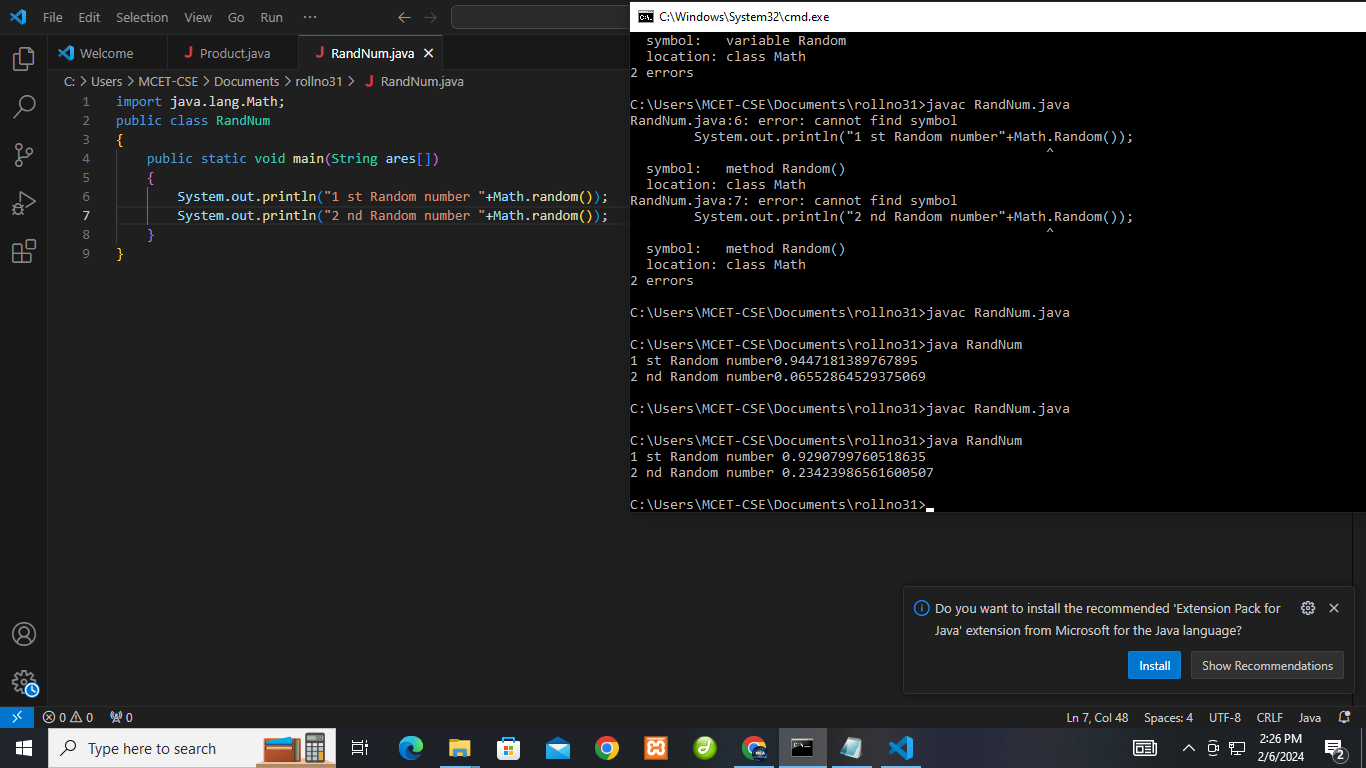 File Edit Selection View Go Run ···
Welcome
Product.java
RandNum.java
C: > Users > MCET-CSE > Documents > rollno31 > RandNum.java
1 import java.lang.Math;
2 public class RandNum
3 {
4 public static void main(String ares[])
5 {
6 System.out.println("1 st Random number "+Math.random());
7 System.out.println("2 nd Random number "+Math.random());
8 }
9 }
C:\Windows\System32\cmd.exe
symbol: variable Random
location: class Math
2 errors
C:\Users\MCET-CSE\Documents\rollno31>javac RandNum.java
RandNum.java:6: error: cannot find symbol
System.out.println("1 st Random number"+Math.Random());
^
symbol: method Random()
location: class Math
RandNum.java:7: error: cannot find symbol
System.out.println("2 nd Random number"+Math.Random());
^
symbol: method Random()
location: class Math
2 errors
C:\Users\MCET-CSE\Documents\rollno31>javac RandNum.java
C:\Users\MCET-CSE\Documents\rollno31>java RandNum
1 st Random number0.9447181389767895
2 nd Random number0.06552864529375069
C:\Users\MCET-CSE\Documents\rollno31>javac RandNum.java
C:\Users\MCET-CSE\Documents\rollno31>java RandNum
1 st Random number 0.9290799760518635
2 nd Random number 0.23423986561600507
C:\Users\MCET-CSE\Documents\rollno31>
Do you want to install the recommended 'Extension Pack for
Java' extension from Microsoft for the Java language?
Install
Show Recommendations
0 0 0
Ln 7, Col 48 Spaces: 4 UTF-8 CRLF Java
Type here to search
2:26 PM
2/6/2024
2